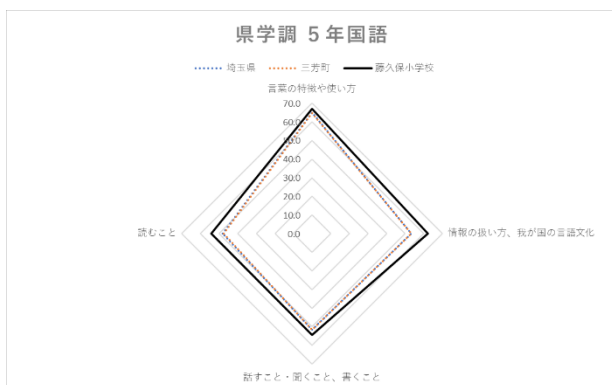 県学調 5年国語
埼玉県 三芳町 藤久保小学校
言葉の特徴や使い方
70.0
60.0
50.0
40.0
30.0
20.0
10.0
0.0
読むこと
情報の扱い方、我が国の言語文化
話すこと・聞くこと、書くこと